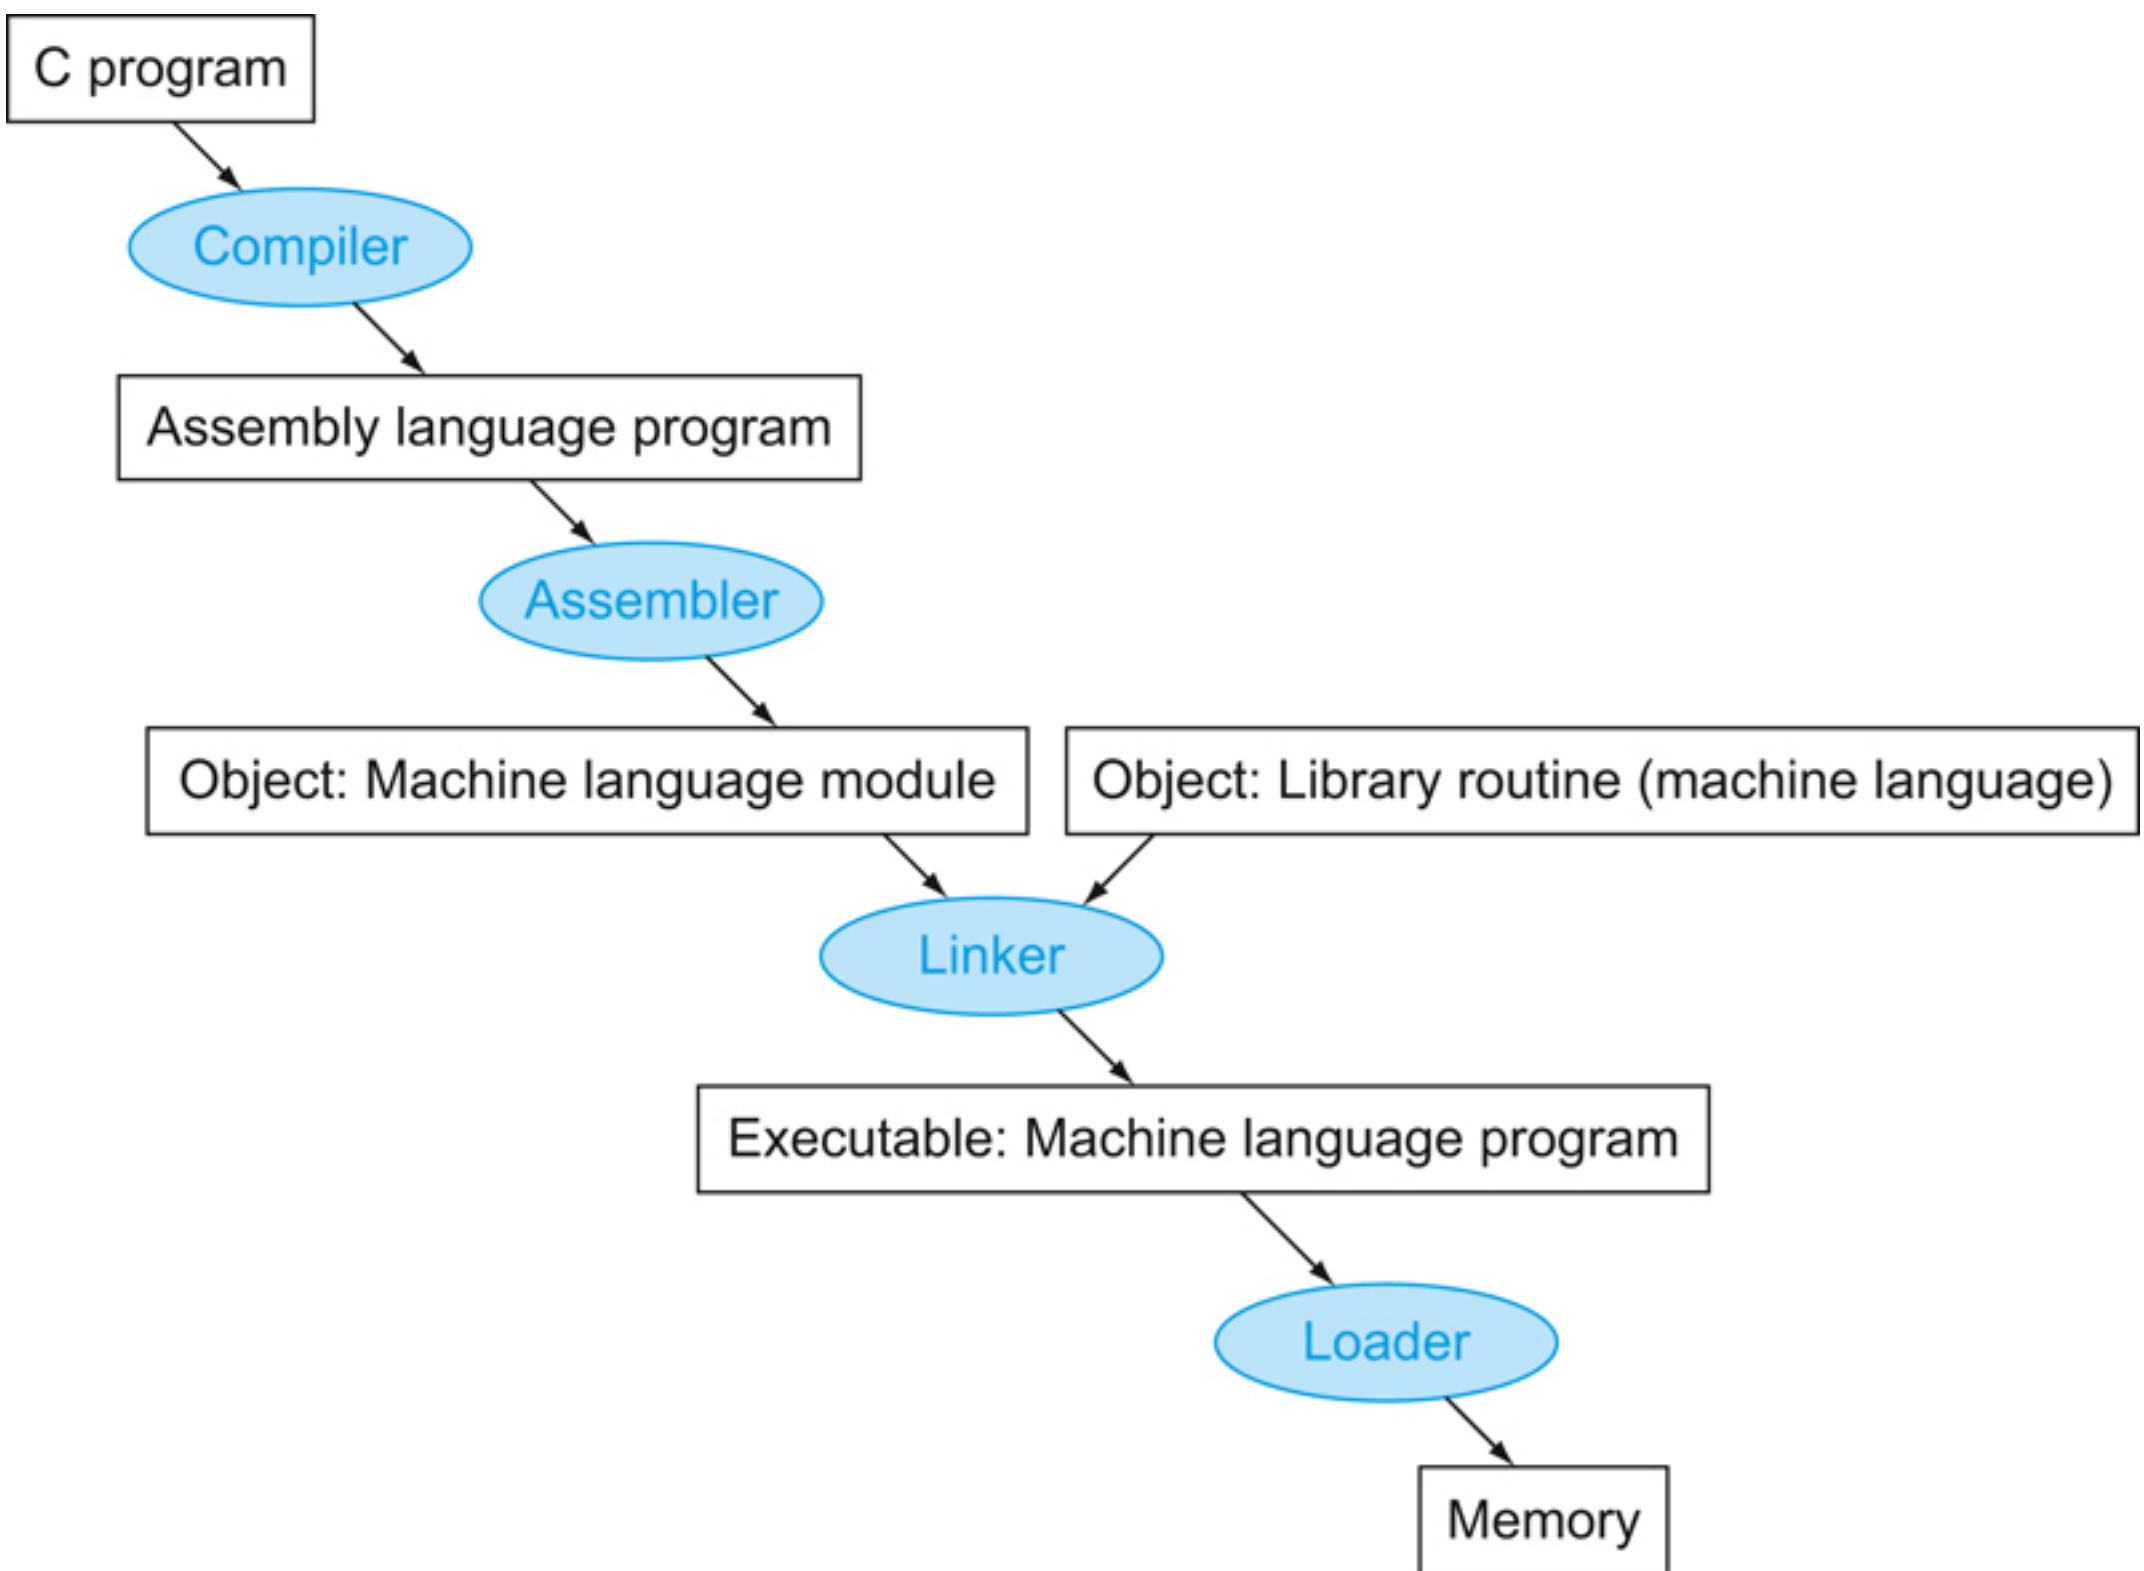 C program
Compiler
Assembly language program
Assembler
Object: Machine language module
Object: Library routine (machine language)
Linker
Executable: Machine language program
Loader
Memory